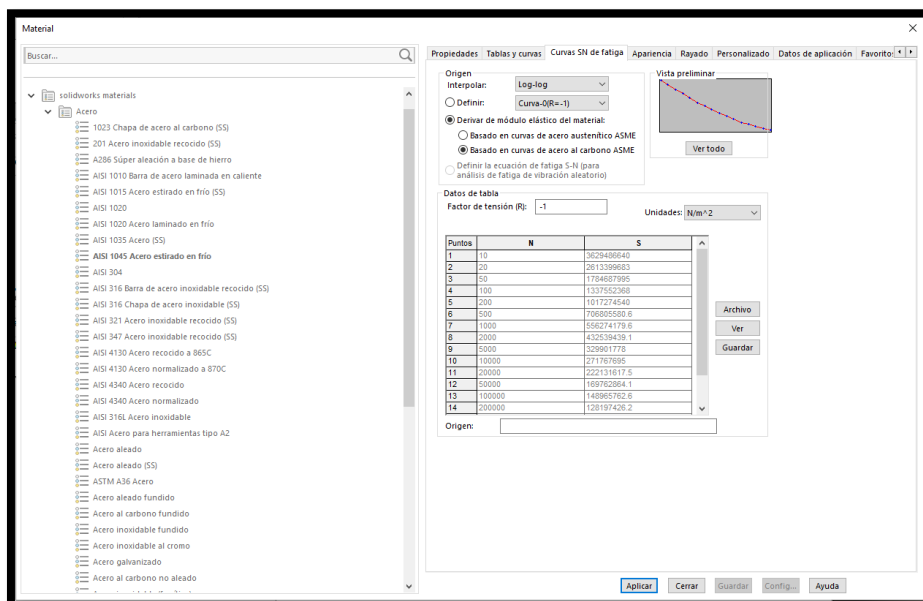 Material
Buscar...
solidworks materials
Acero
1023 Chapa de acero al carbono (SS)
201 Acero inoxidable recocido (SS)
A286 Súper aleación a base de hierro
AISI 1010 Barra de acero laminada en caliente
AISI 1015 Acero estirado en frío (SS)
AISI 1020
AISI 1020 Acero laminado en frío
AISI 1035 Acero (SS)
AISI 1045 Acero estirado en frío
AISI 304
AISI 316 Barra de acero inoxidable recocido (SS)
AISI 316 Chapa de acero inoxidable (SS)
AISI 321 Acero inoxidable recocido (SS)
AISI 347 Acero inoxidable recocido (SS)
AISI 4130 Acero recocido a 865C
AISI 4130 Acero normalizado a 870C
AISI 4340 Acero recocido
AISI 4340 Acero normalizado
AISI 316L Acero inoxidable
AISI Acero para herramientas tipo A2
Acero aleado
Acero aleado (SS)
ASTM A36 Acero
Acero aleado fundido
Acero al carbono fundido
Acero inoxidable fundido
Acero inoxidable al cromo
Acero galvanizado
Acero al carbono no aleado
Propiedades Tablas y curvas Curvas SN de fatiga Apariencia Rayado Personalizado Datos de aplicación Favoritos
Origen
Interpolar: Log-log
Definir: Curva-0(R=-1)
Derivar de módulo elástico del material:
Basado en curvas de acero austenítico ASME
Basado en curvas de acero al carbono ASME
Definir la ecuación de fatiga S-N (para
análisis de fatiga de vibración aleatorio)
Vista preliminar
Ver todo
Datos de tabla
Factor de tensión (R): -1
Unidades: N/m^2
Puntos N S
1 10 3629486640
2 20 2613399683
3 50 1784687995
4 100 1337552368
5 200 1017274540
6 500 706805580.6
7 1000 556274179.6
8 2000 432539439.1
9 5000 329901778
10 10000 271767695
11 20000 222131617.5
12 50000 169762864.1
13 100000 148965762.6
14 200000 128197426.2
Archivo
Ver
Guardar
Origen:
Aplicar Cerrar Guardar Config... Ayuda